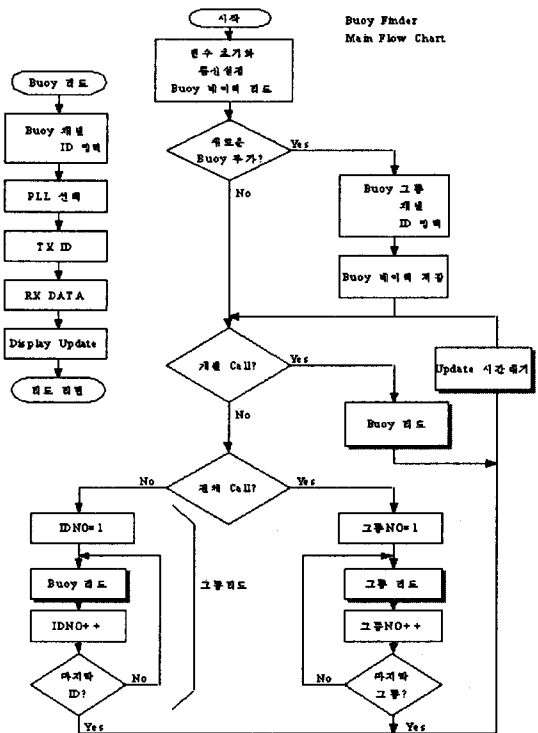 Buoy Finder
Main Flow Chart
시작
변수 초기화
통신설정
Buoy 데이터 리드
새로운
Buoy 추가?
Yes
No
Buoy 그룹
채널
ID 입력
Buoy 데이터 저장
개별 Call?
Yes
No
Buoy 리드
Update 시간대기
전체 Call?
No
Yes
IDNO=1
Buoy 리드
IDNO++
마지막
ID?
No
Yes
그룹리드
그룹NO=1
그룹 리드
그룹NO++
마지막
그룹?
No
Yes
Buoy 리드
Buoy 채널
ID 입력
PLL 선택
TX ID
RX DATA
Display Update
리드 리턴